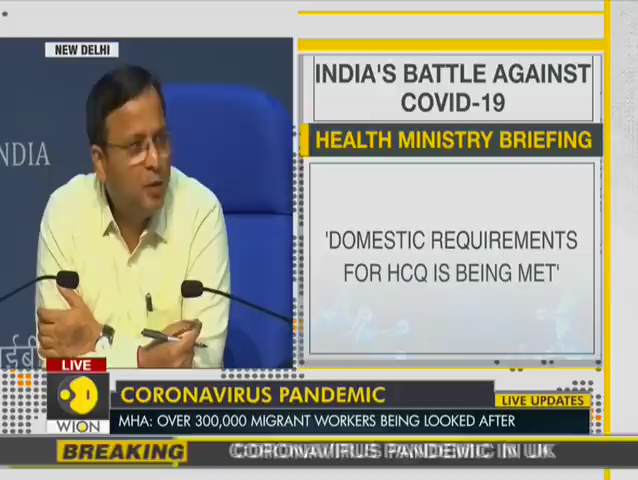 NEW DELHI
INDIA'S BATTLE AGAINST
COVID-19
HEALTH MINISTRY BRIEFING
NDIA
'DOMESTIC REQUIREMENTS
FOR HCQ IS BEING MET'
LIVE
CORONAVIRUS PANDEMIC
LIVE UPDATES
WION
MHA: OVER 300,000 MIGRANT WORKERS BEING LOOKED AFTER
BREAKING
CORONAVIRUS PANDEMIC IN UK